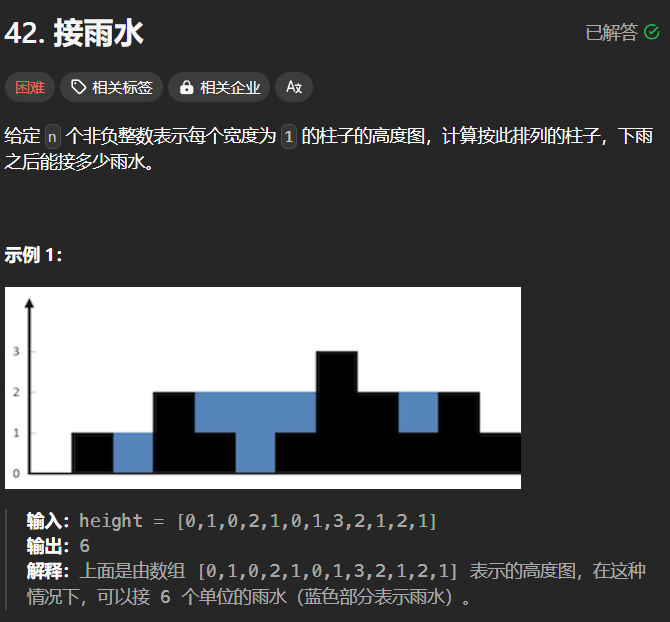 42. 接雨水
已解答
困难 相关标签 相关企业 Aあ
给定 n 个非负整数表示每个宽度为 1 的柱子的高度图，计算按此排列的柱子，下雨
之后能接多少雨水。
示例 1：
3
2
1
0
输入：height = [0,1,0,2,1,0,1,3,2,1,2,1]
输出：6
解释：上面是由数组 [0,1,0,2,1,0,1,3,2,1,2,1] 表示的高度图，在这种
情况下，可以接 6 个单位的雨水（蓝色部分表示雨水）。